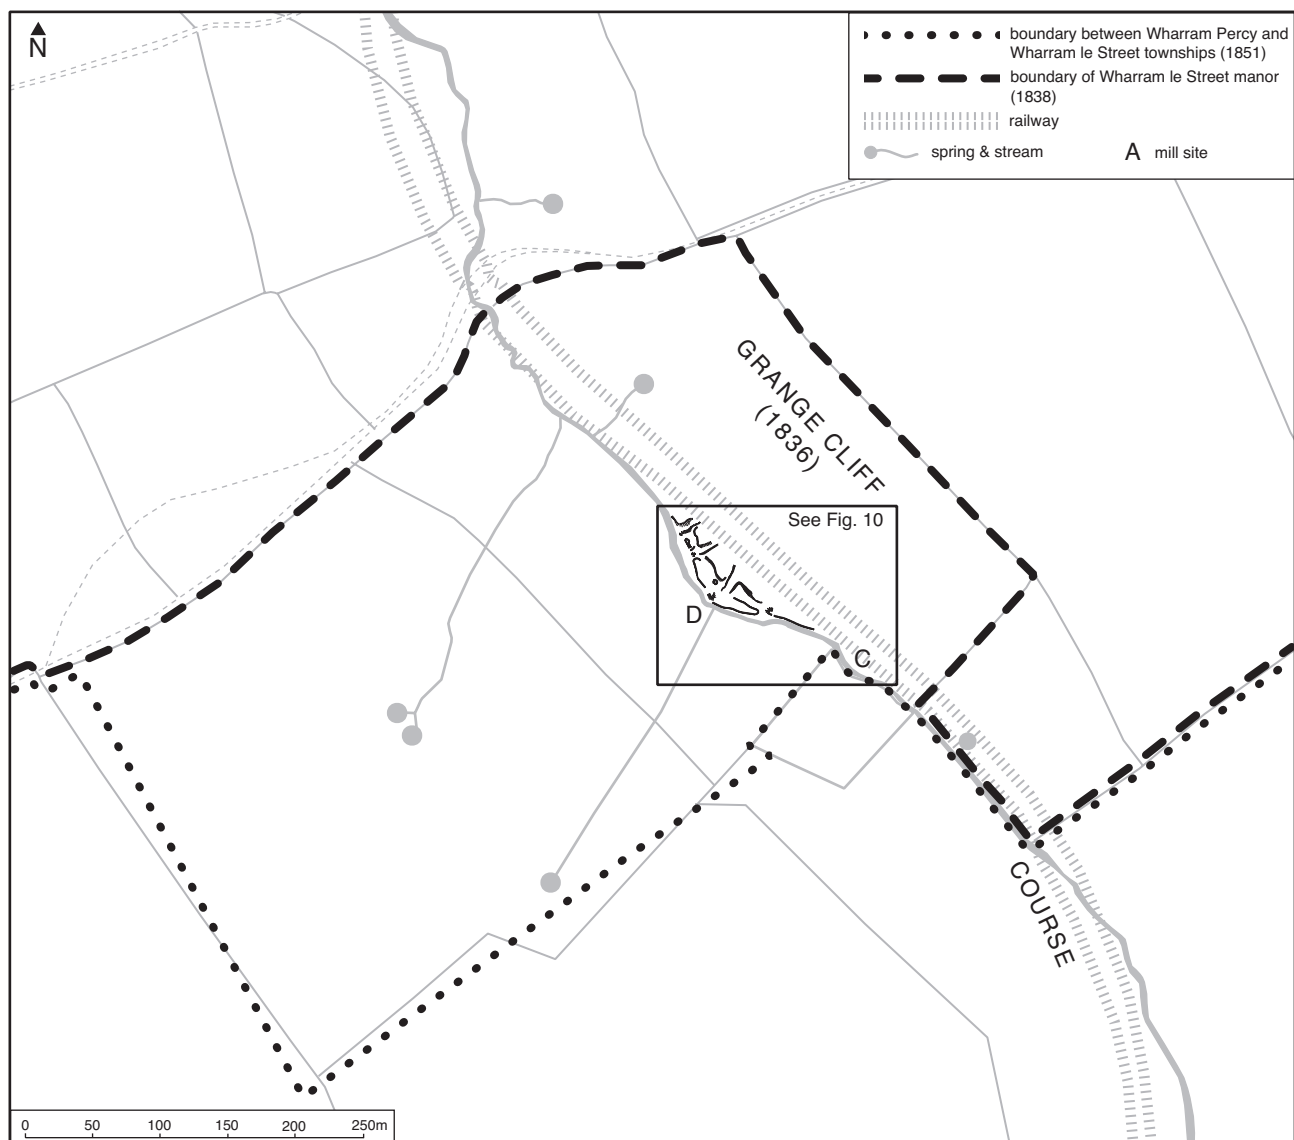 N
boundary between Wharram Percy and
Wharram le Street townships (1851)
boundary of Wharram le Street manor
(1838)
railway
spring & stream
A mill site
GRANGE CLIFF
(1836)
See Fig. 10
D
C
COURSE
0 50 100 150 200 250m